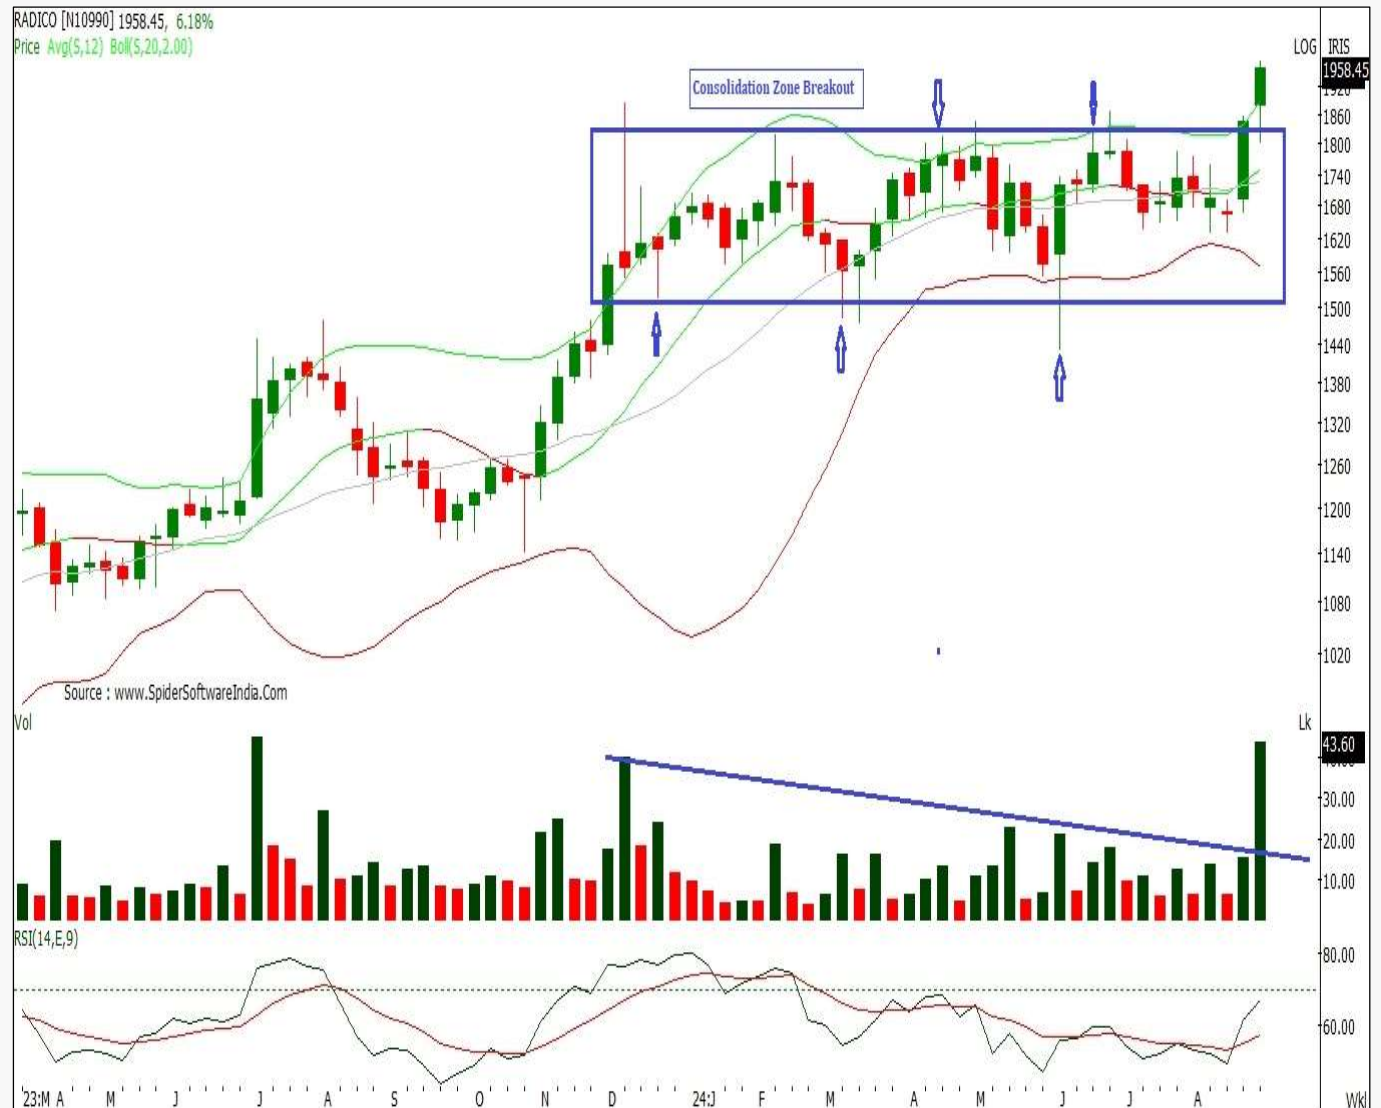 RADICO [N10990] 1958.45, 6.18%
Price Avg(S,12) Boll(S,20,2.00)
LOG IRIS
Consolidation Zone Breakout
1958.45
1920
1860
1800
1740
1680
1620
1560
1500
1440
1380
1320
1260
1200
1140
1080
1020
Source : www.SpiderSoftwareIndia.Com
Vol
Lk
43.60
40.00
30.00
20.00
10.00
RSI(14,E,9)
80.00
60.00
23:M A M J J A S O N D 24:J F M A M J J A Wkl